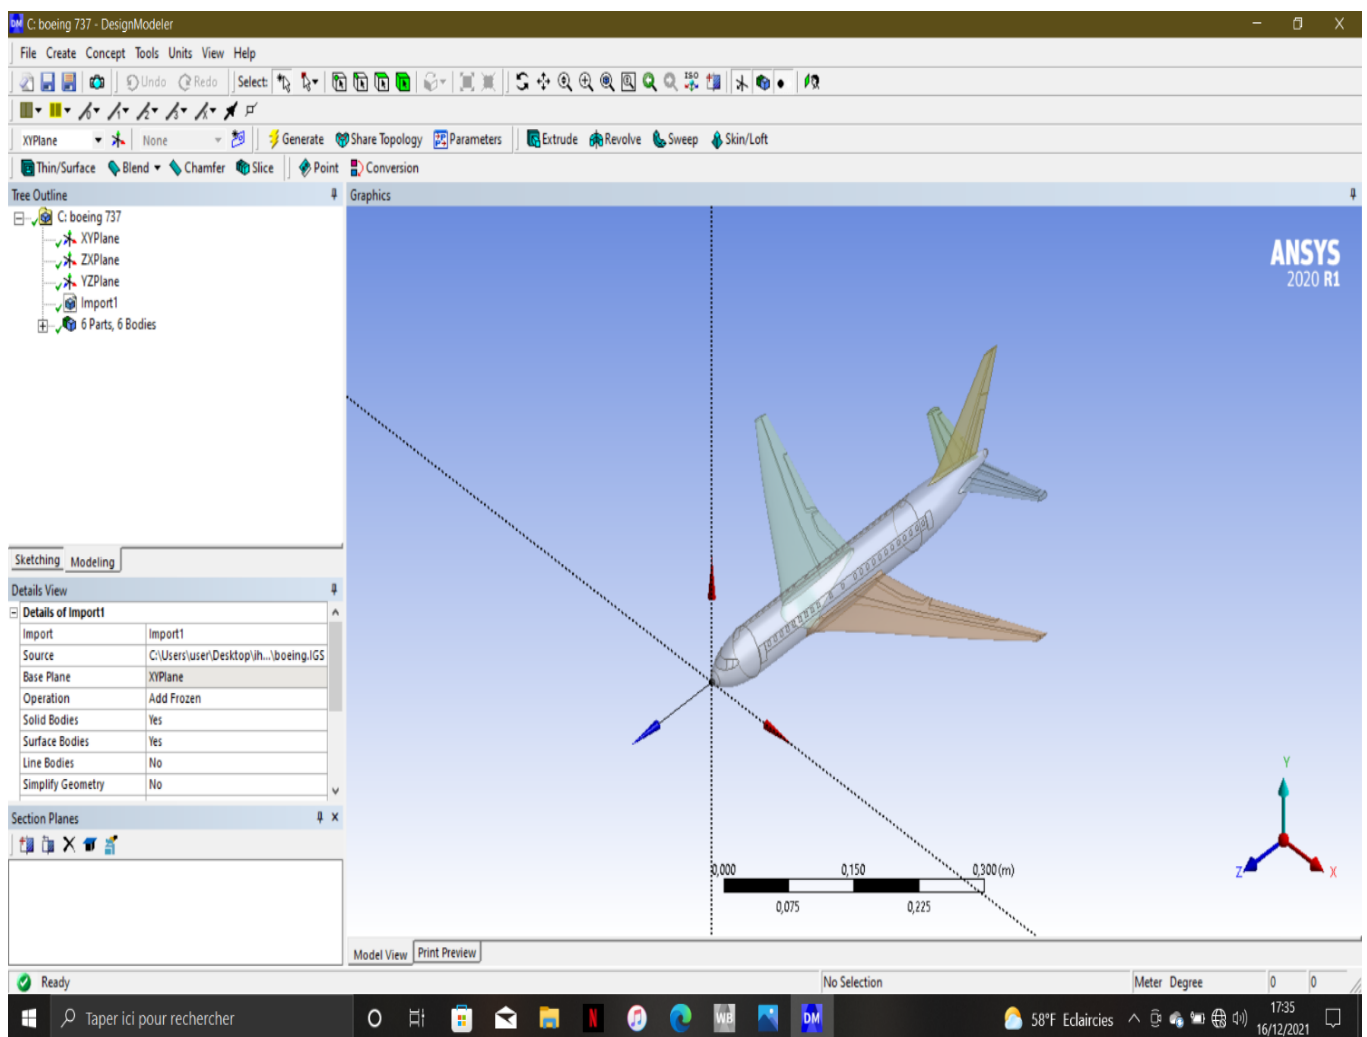 DM C: boeing 737 - DesignModeler
File Create Concept Tools Units View Help
Undo Redo Select: ISO
XYPlane None Generate Share Topology Parameters Extrude Revolve Sweep Skin/Loft
Thin/Surface Blend Chamfer Slice Point Conversion
Tree Outline
C: boeing 737
XYPlane
ZXPlane
YZPlane
Import1
6 Parts, 6 Bodies
Sketching Modeling
Details View
Details of Import1
Import Import1
Source C:\Users\user\Desktop\ih...\boeing.IGS
Base Plane XYPlane
Operation Add Frozen
Solid Bodies Yes
Surface Bodies Yes
Line Bodies No
Simplify Geometry No
Section Planes
Graphics
ANSYS
2020 R1
Y
Z X
0,000 0,150 0,300 (m)
0,075 0,225
Model View Print Preview
Ready No Selection Meter Degree 0 0
Taper ici pour rechercher N WB DM 58°F Eclaircies 17:35
16/12/2021